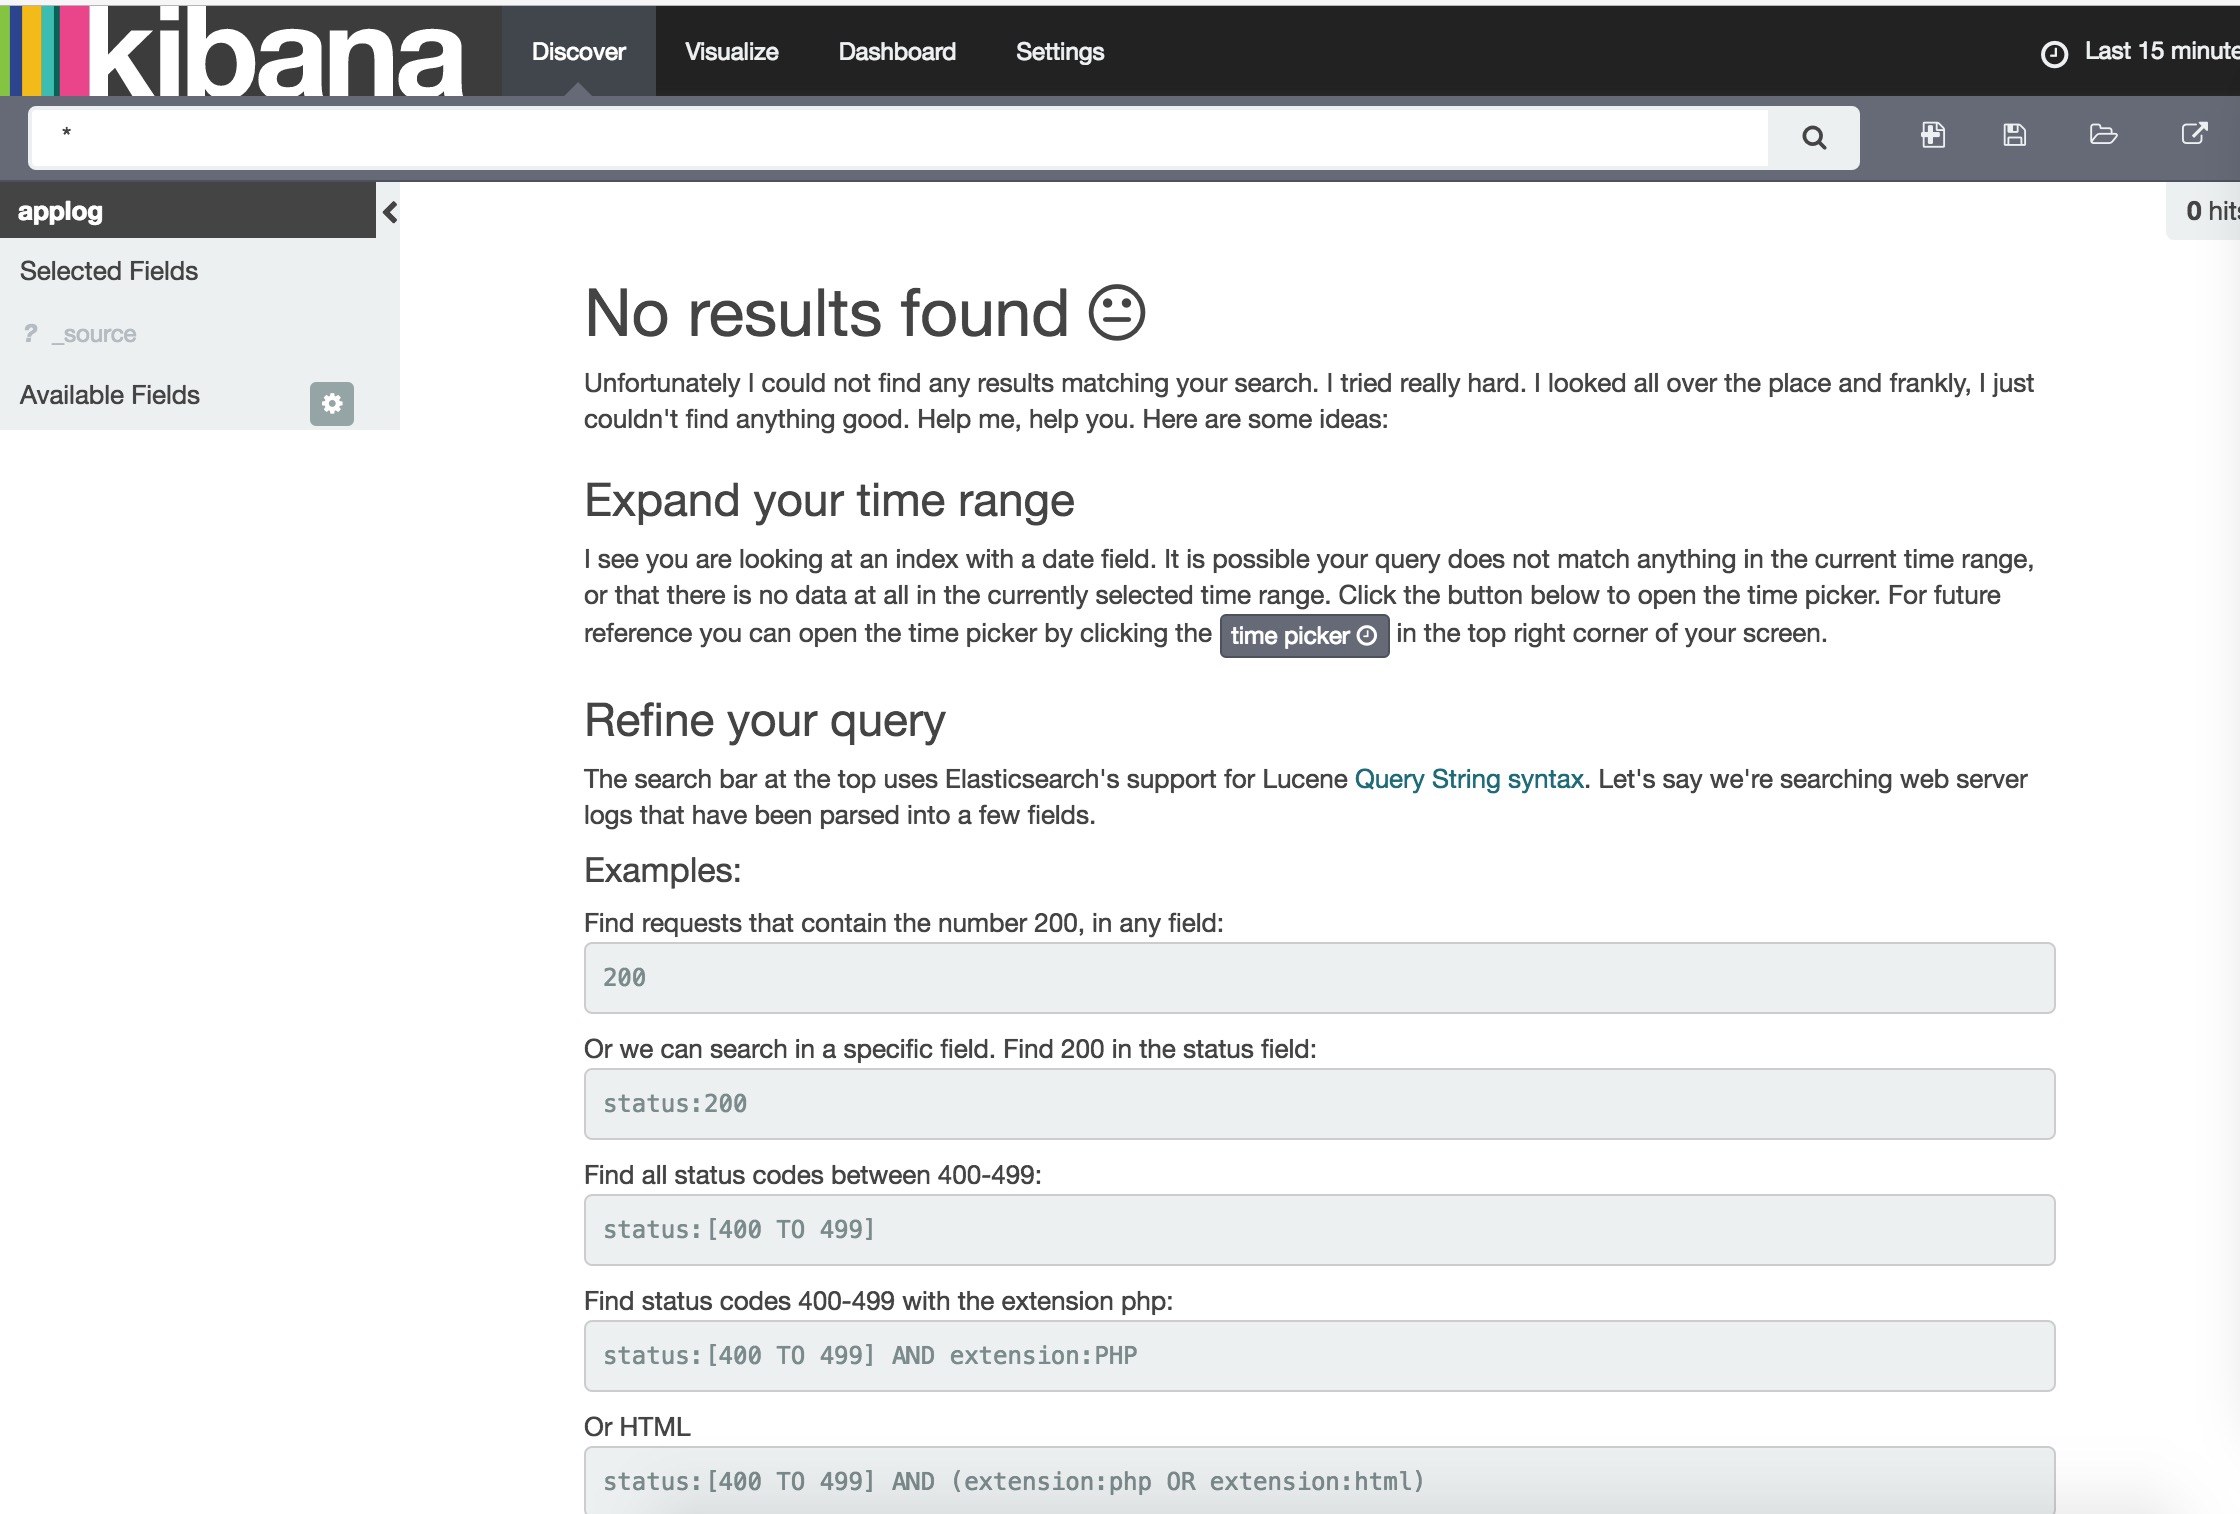 kibana
Discover
Visualize
Dashboard
Settings
Last 15 minute
*
applog
0 hits
Selected Fields
? _source
Available Fields
No results found
Unfortunately I could not find any results matching your search. I tried really hard. I looked all over the place and frankly, I just
couldn't find anything good. Help me, help you. Here are some ideas:
Expand your time range
I see you are looking at an index with a date field. It is possible your query does not match anything in the current time range,
or that there is no data at all in the currently selected time range. Click the button below to open the time picker. For future
reference you can open the time picker by clicking the time picker in the top right corner of your screen.
Refine your query
The search bar at the top uses Elasticsearch's support for Lucene Query String syntax. Let's say we're searching web server
logs that have been parsed into a few fields.
Examples:
Find requests that contain the number 200, in any field:
200
Or we can search in a specific field. Find 200 in the status field:
status:200
Find all status codes between 400-499:
status:[400 TO 499]
Find status codes 400-499 with the extension php:
status:[400 TO 499] AND extension:PHP
Or HTML
status:[400 TO 499] AND (extension:php OR extension:html)